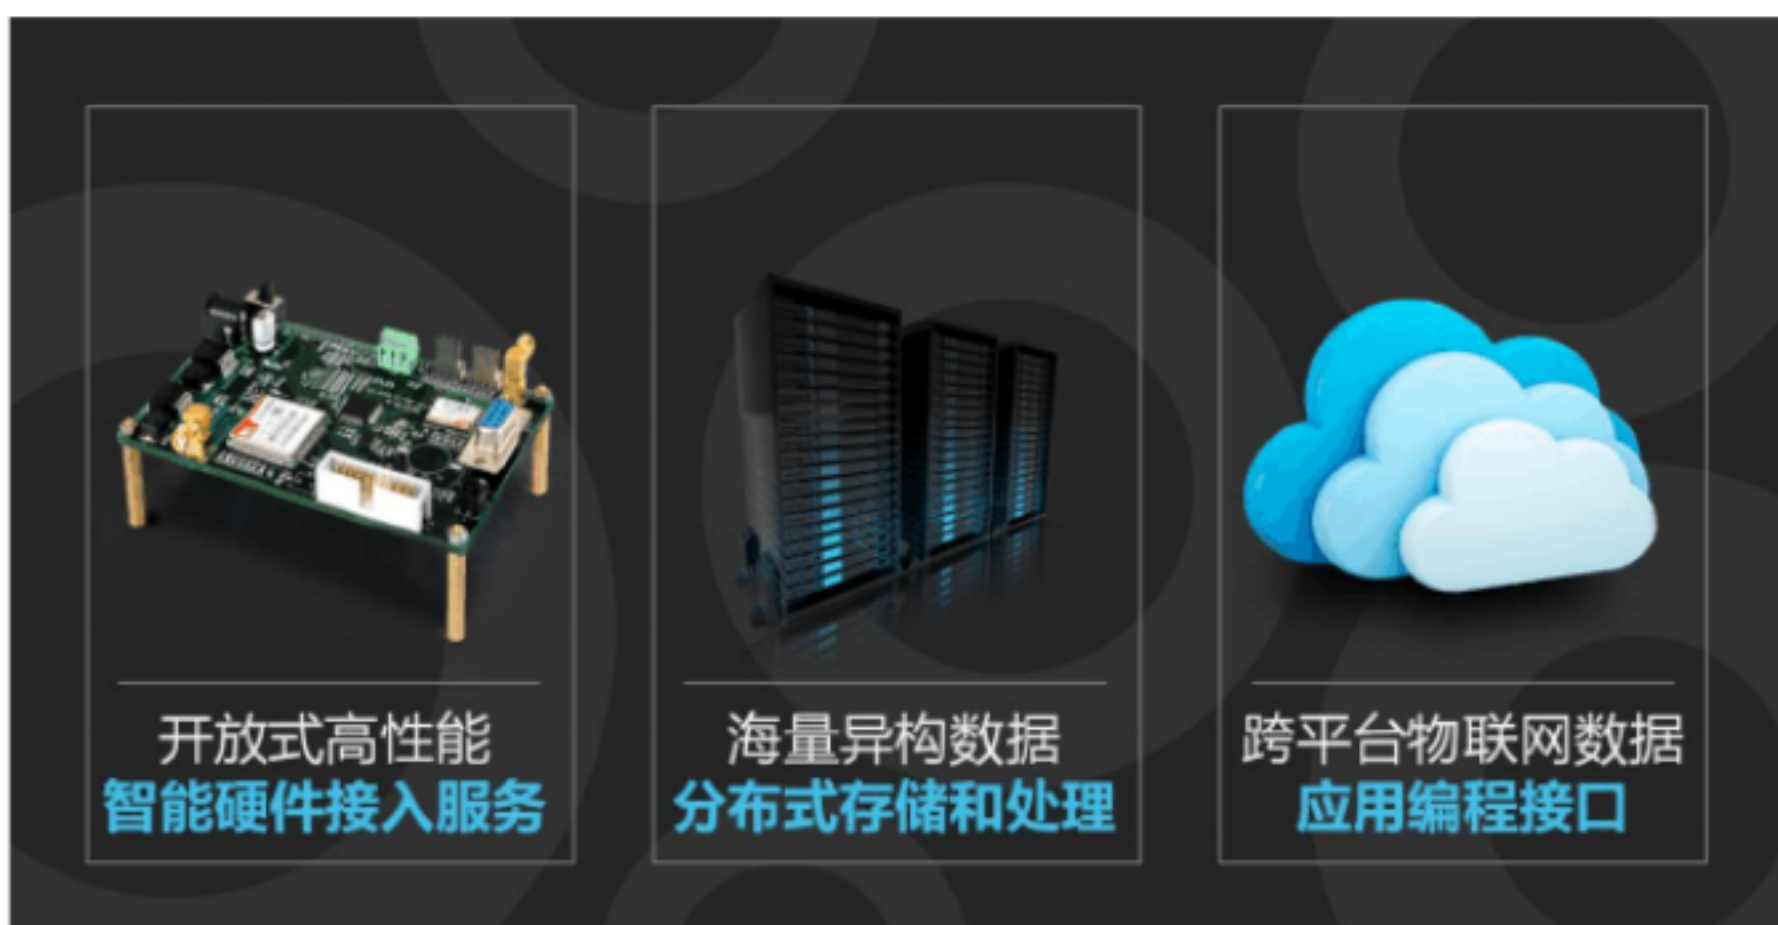 开放式高性能
智能硬件接入服务
海量异构数据
分布式存储和处理
跨平台物联网数据
应用编程接口